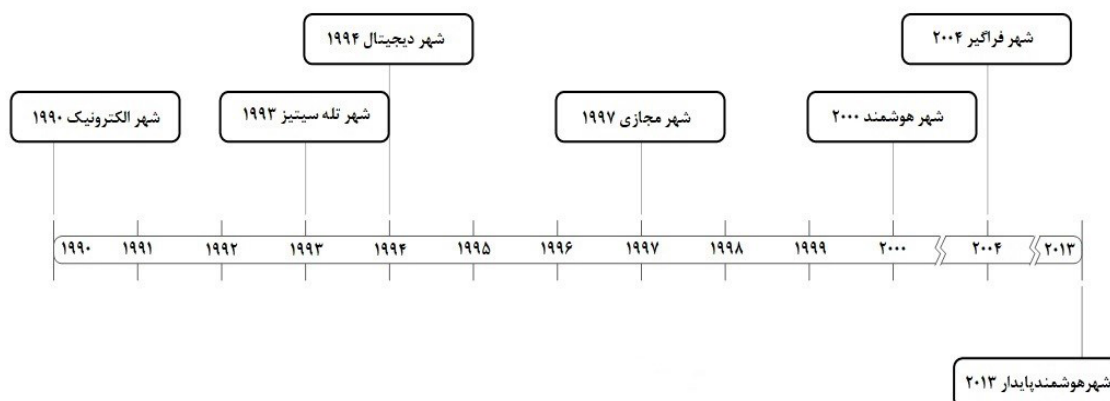 شهر دیجیتال ۱۹۹۴
شهر فراگیر ۲۰۰۴
شهر الکترونیک ۱۹۹۰
شهر تله سیتیز ۱۹۹۳
شهر مجازی ۱۹۹۷
شهر هوشمند ۲۰۰۰
۱۹۹۰ ۱۹۹۱ ۱۹۹۲ ۱۹۹۳ ۱۹۹۴ ۱۹۹۵ ۱۹۹۶ ۱۹۹۷ ۱۹۹۸ ۱۹۹۹ ۲۰۰۰ ۲۰۰۴ ۲۰۱۳
شهرهوشمندپایدار ۲۰۱۳